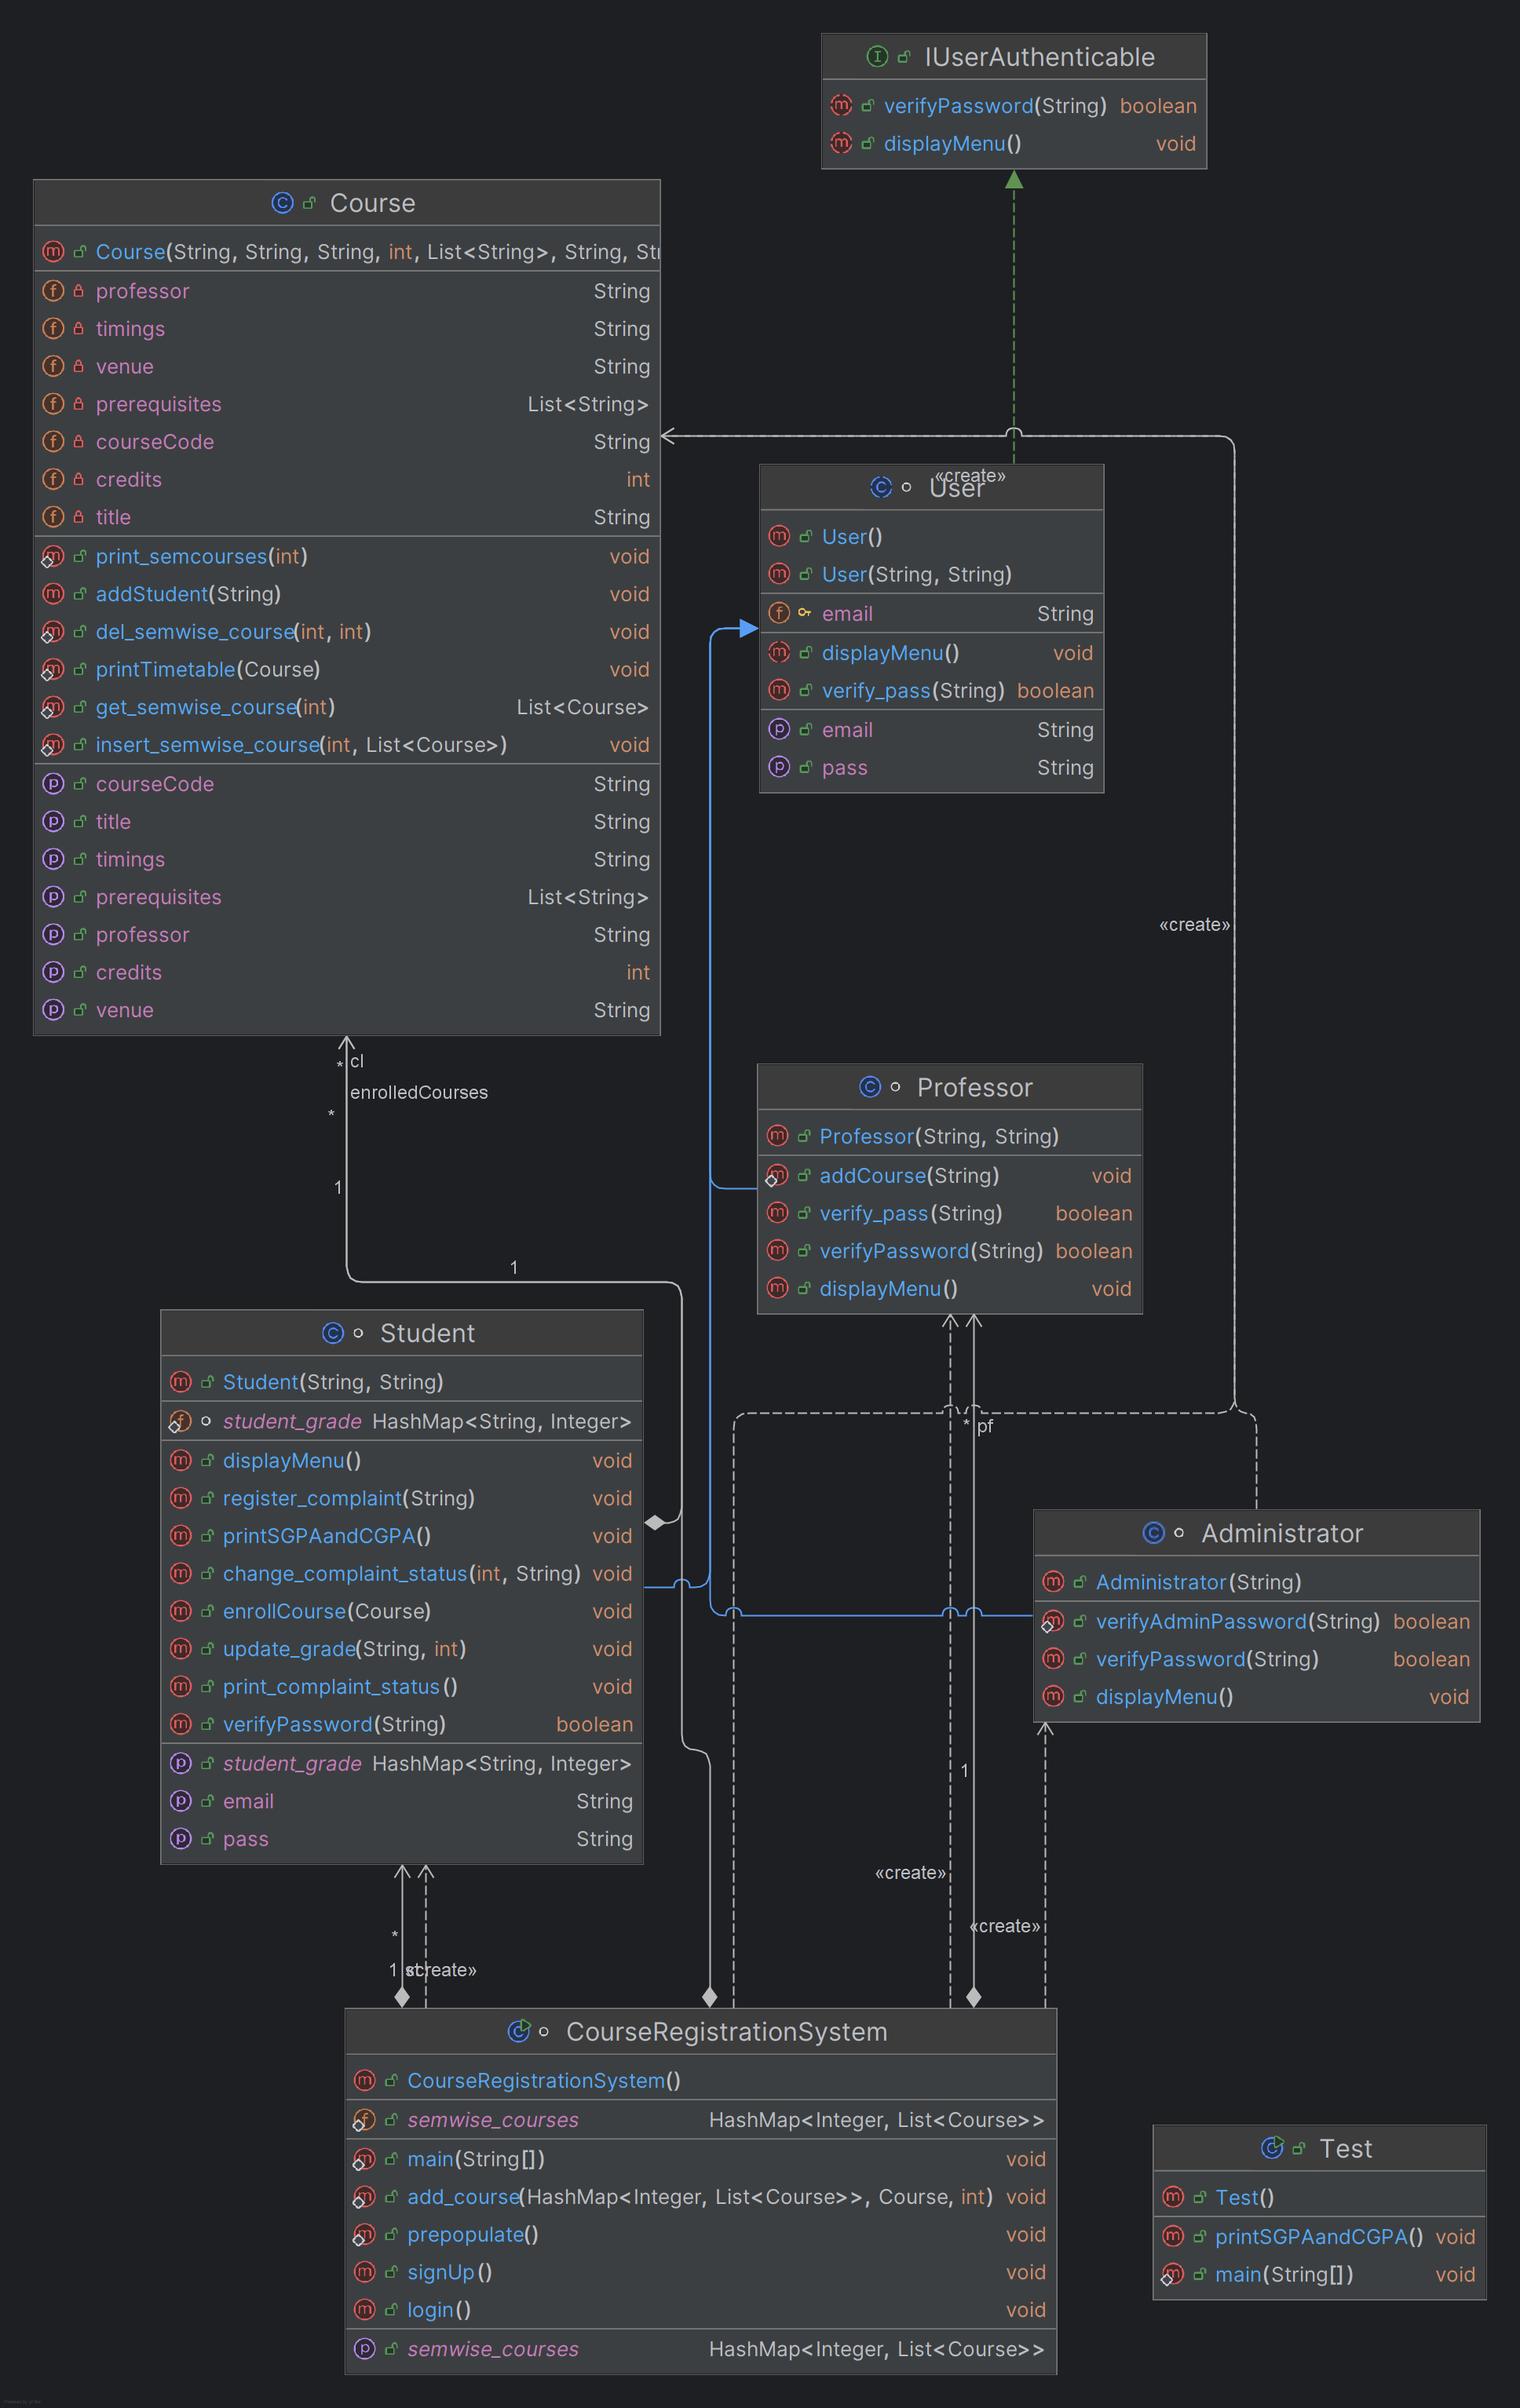 IUserAuthenticable
verifyPassword(String) boolean
displayMenu() void
Course
Course(String, String, String, int, List<String>, String, Str
professor String
timings String
venue String
prerequisites List<String>
courseCode String
credits int
title String
print_semcourses(int) void
addStudent(String) void
del_semwise_course(int, int) void
printTimetable(Course) void
get_semwise_course(int) List<Course>
insert_semwise_course(int, List<Course>) void
courseCode String
title String
timings String
prerequisites List<String>
professor String
credits int
venue String
«create»
User
User()
User(String, String)
email String
displayMenu() void
verify_pass(String) boolean
email String
pass String
«create»
* cl
enrolledCourses
*
1
1
Professor
Professor(String, String)
addCourse(String) void
verify_pass(String) boolean
verifyPassword(String) boolean
displayMenu() void
Student
Student(String, String)
student_grade HashMap<String, Integer>
displayMenu() void
register_complaint(String) void
printSGPAandCGPA() void
change_complaint_status(int, String) void
enrollCourse(Course) void
update_grade(String, int) void
print_complaint_status() void
verifyPassword(String) boolean
student_grade HashMap<String, Integer>
email String
pass String
* pf
Administrator
Administrator(String)
verifyAdminPassword(String) boolean
verifyPassword(String) boolean
displayMenu() void
1
«create»
«create»
*
1 st
«create»
CourseRegistrationSystem
CourseRegistrationSystem()
semwise_courses HashMap<Integer, List<Course>>
main(String[]) void
add_course(HashMap<Integer, List<Course>>, Course, int) void
prepopulate() void
signUp() void
login() void
semwise_courses HashMap<Integer, List<Course>>
Test
Test()
printSGPAandCGPA() void
main(String[]) void